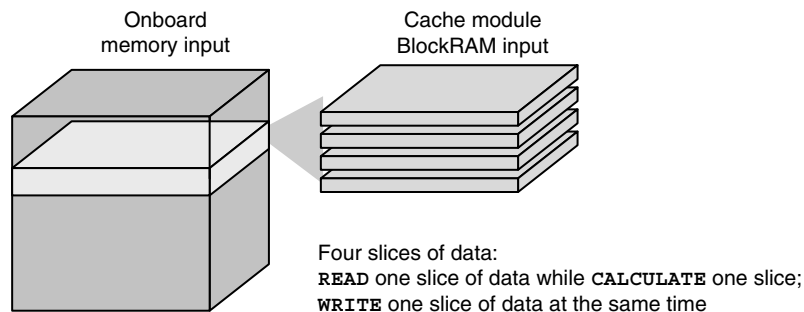 Onboard
memory input
Cache module
BlockRAM input
Four slices of data:
READ one slice of data while CALCULATE one slice;
WRITE one slice of data at the same time